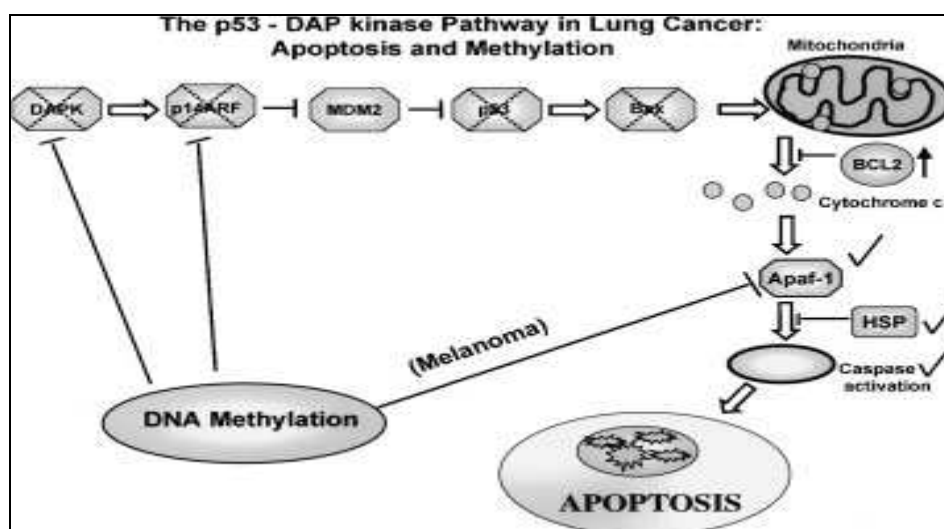 The p53 - DAP kinase Pathway in Lung Cancer:
Apoptosis and Methylation
Mitochondria
DAPK
p14ARF
MDM2
p53
Bax
BCL2
Cytochrome c
Apaf-1
(Melanoma)
HSP
Caspase
activation
DNA Methylation
APOPTOSIS